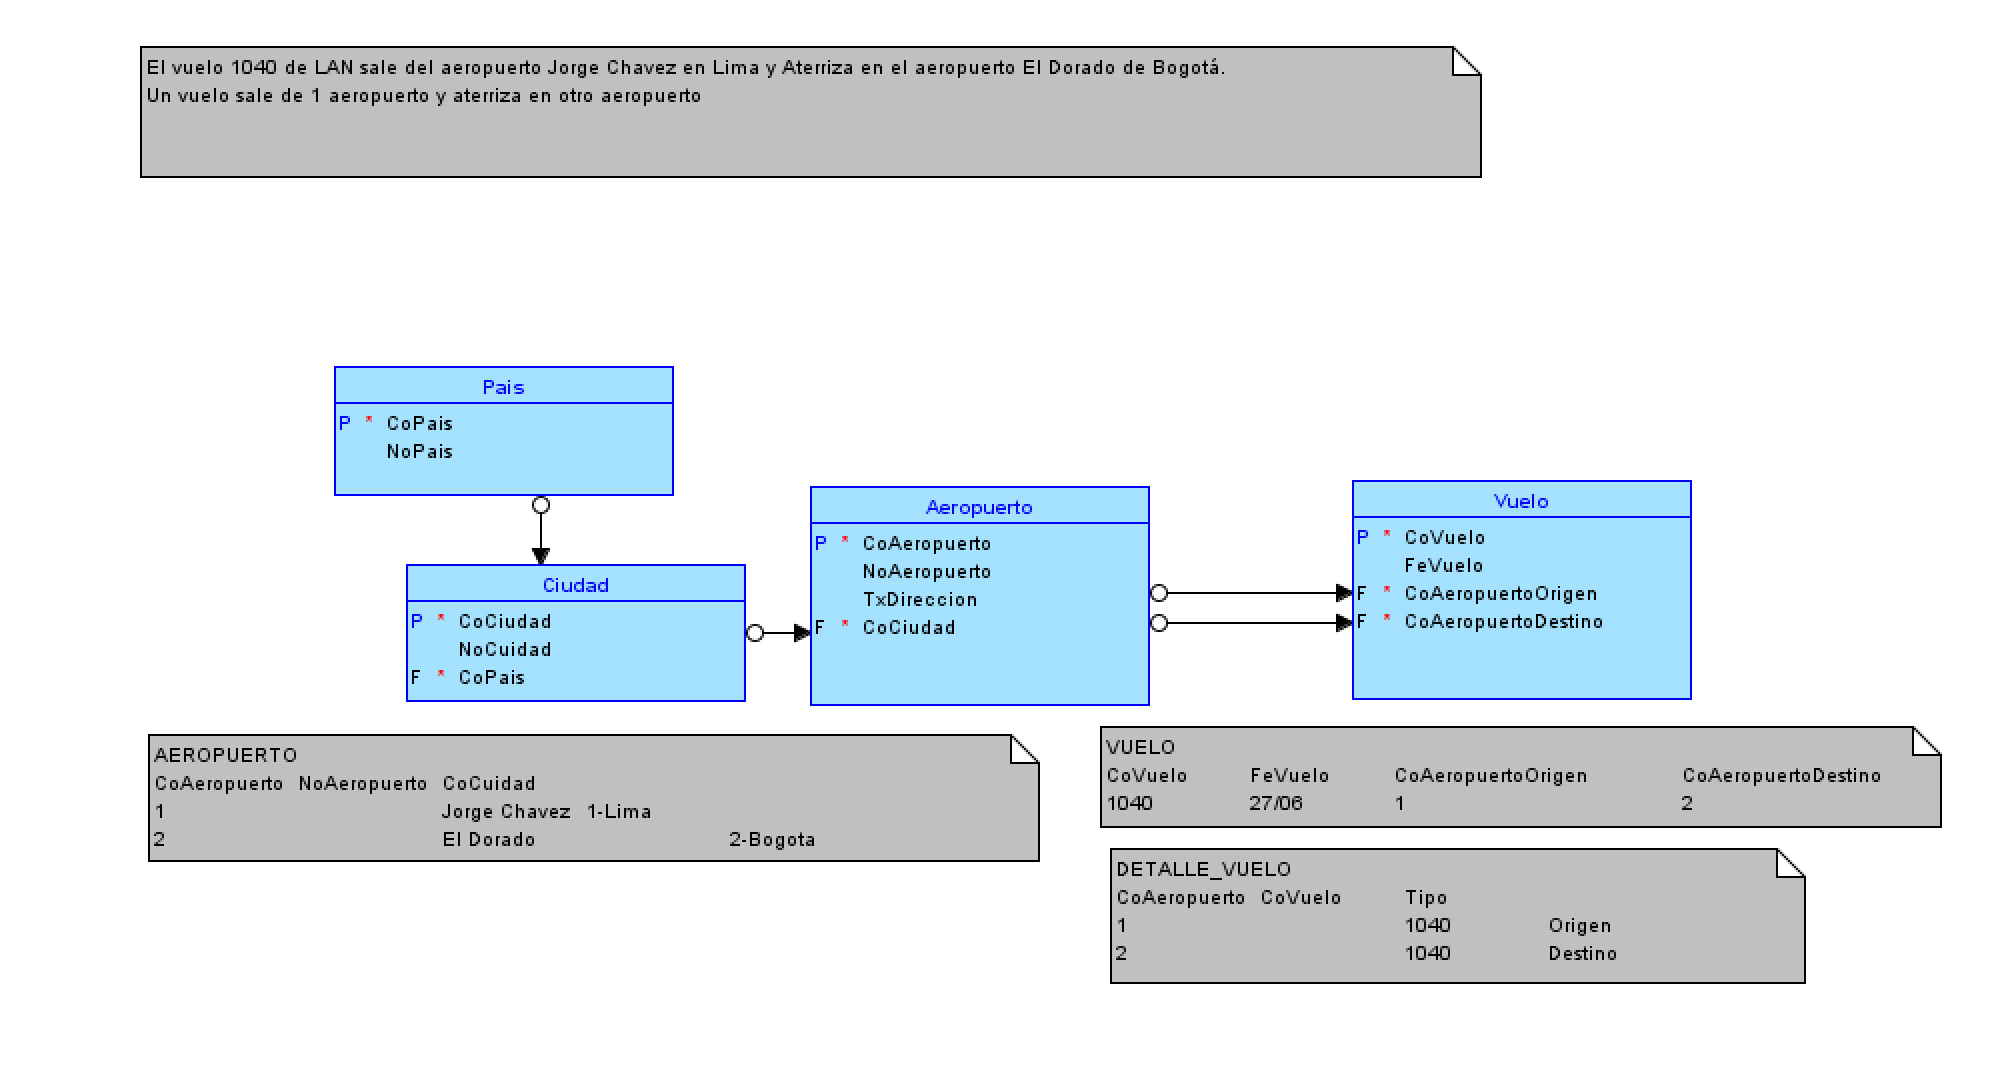 El vuelo 1040 de LAN sale del aeropuerto Jorge Chavez en Lima y Aterriza en el aeropuerto El Dorado de Bogotá.
Un vuelo sale de 1 aeropuerto y aterriza en otro aeropuerto
Pais
P * CoPais
NoPais
Ciudad
P * CoCiudad
NoCuidad
F * CoPais
Aeropuerto
P * CoAeropuerto
NoAeropuerto
TxDireccion
F * CoCiudad
Vuelo
P * CoVuelo
FeVuelo
F * CoAeropuertoOrigen
F * CoAeropuertoDestino
AEROPUERTO
CoAeropuerto NoAeropuerto CoCuidad
1 Jorge Chavez 1-Lima
2 El Dorado 2-Bogota
VUELO
CoVuelo FeVuelo CoAeropuertoOrigen CoAeropuertoDestino
1040 27/06 1 2
DETALLE_VUELO
CoAeropuerto CoVuelo Tipo
1 1040 Origen
2 1040 Destino